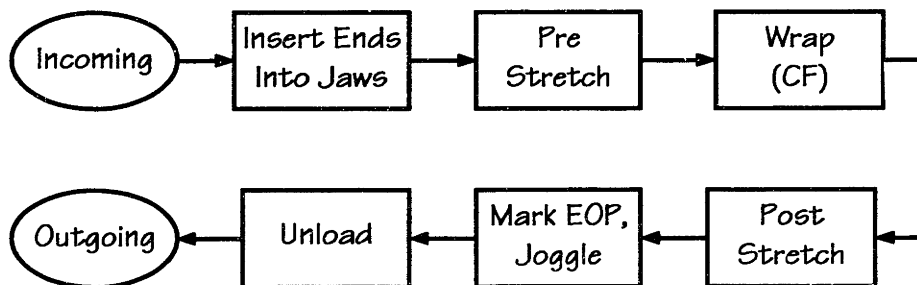 Incoming
Insert Ends
Into Jaws
Pre
Stretch
Wrap
(CF)
Post
Stretch
Mark EOP,
Joggle
Unload
Outgoing